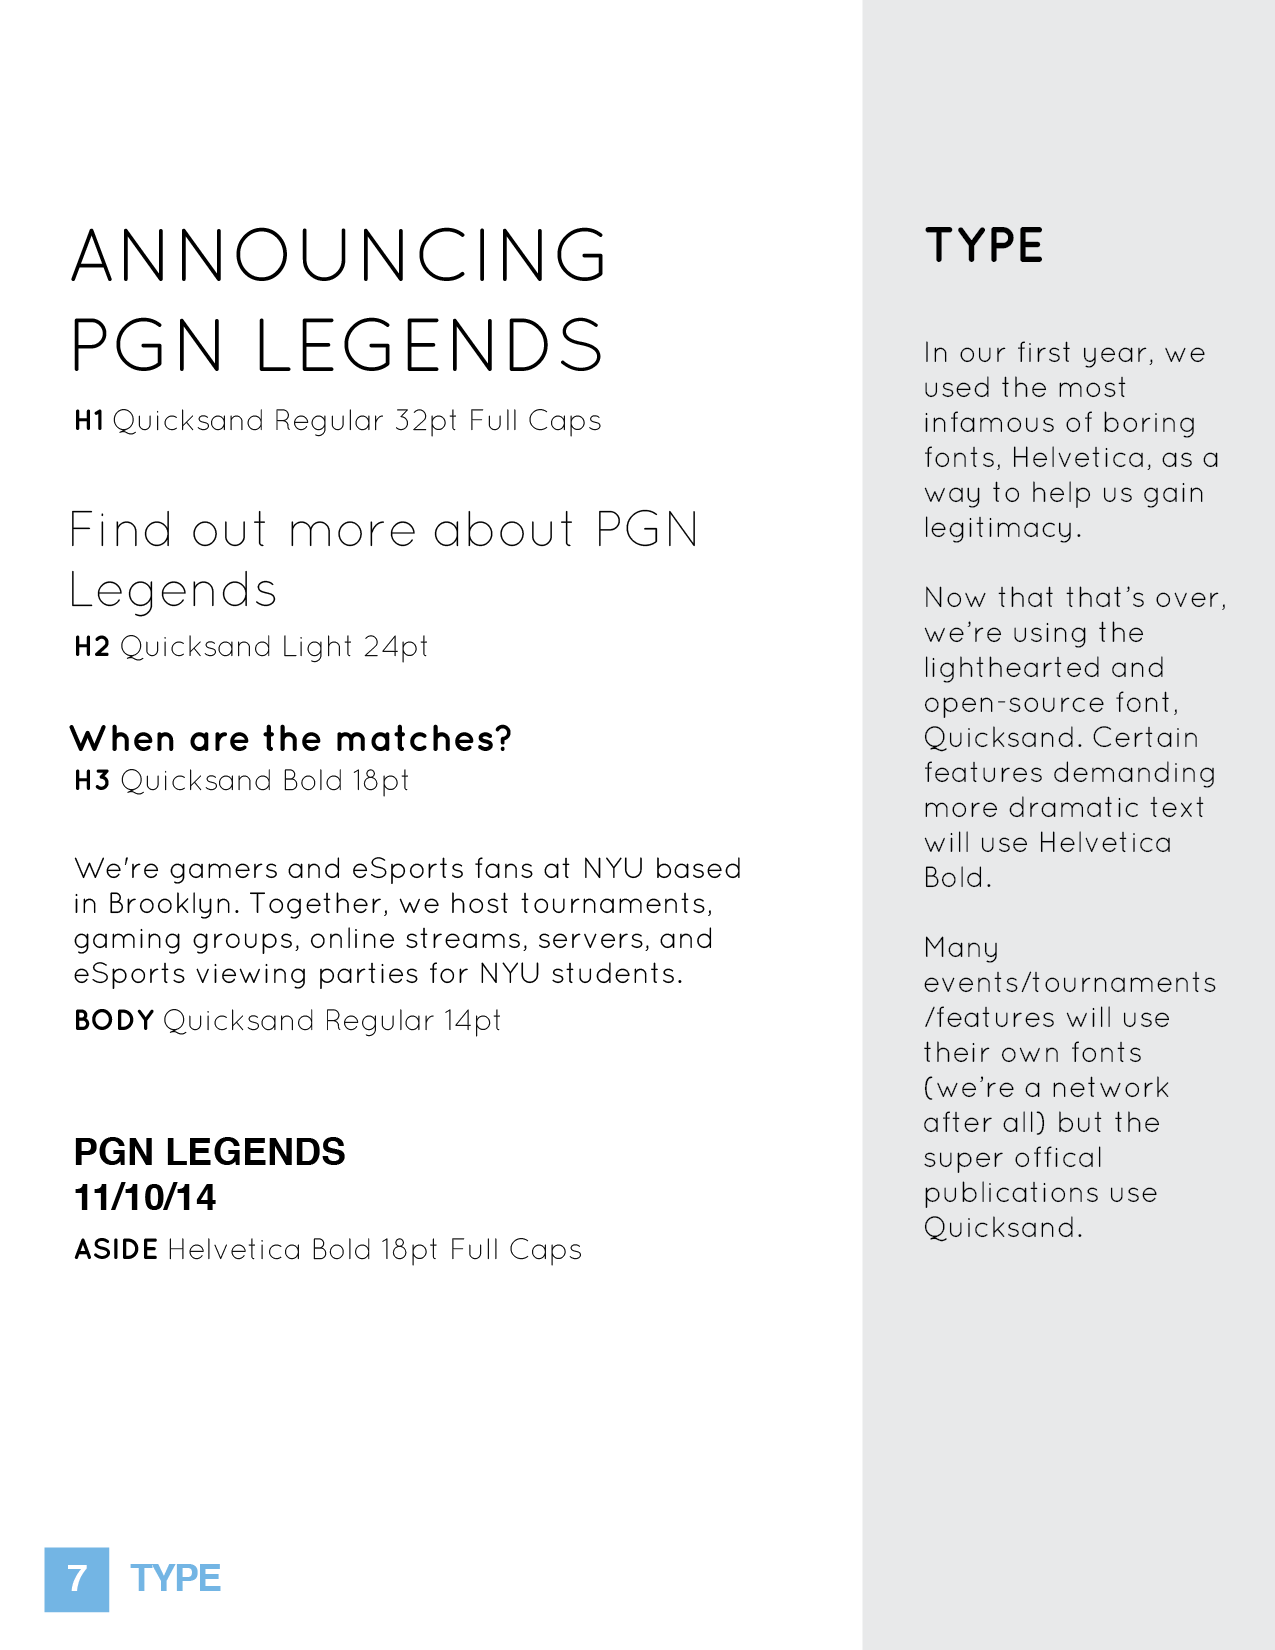 ANNOUNCING
PGN LEGENDS
H1 Quicksand Regular 32pt Full Caps
Find out more about PGN
Legends
H2 Quicksand Light 24pt
When are the matches?
H3 Quicksand Bold 18pt
We're gamers and eSports fans at NYU based
in Brooklyn. Together, we host tournaments,
gaming groups, online streams, servers, and
eSports viewing parties for NYU students.
BODY Quicksand Regular 14pt
PGN LEGENDS
11/10/14
ASIDE Helvetica Bold 18pt Full Caps
TYPE
In our first year, we
used the most
infamous of boring
fonts, Helvetica, as a
way to help us gain
legitimacy.
Now that that’s over,
we’re using the
lighthearted and
open-source font,
Quicksand. Certain
features demanding
more dramatic text
will use Helvetica
Bold.
Many
events/tournaments
/features will use
their own fonts
(we’re a network
after all) but the
super offical
publications use
Quicksand.
7 TYPE